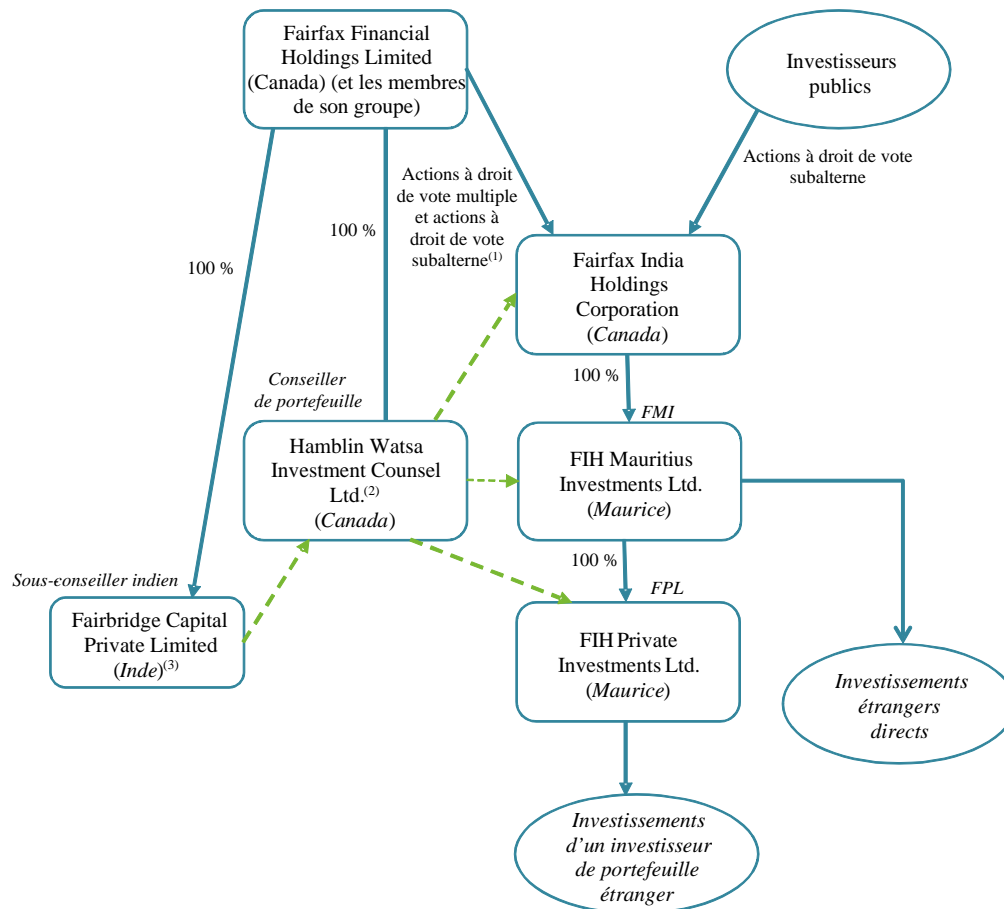 Fairfax Financial
Holdings Limited
(Canada) (et les membres
de son groupe)
Investisseurs
publics
Actions à droit
de vote multiple
et actions à
droit de vote
subalterne(1)
Actions à droit de vote
subalterne
100 %
100 %
Fairfax India
Holdings
Corporation
(Canada)
Conseiller
de portefeuille
100 %
FMI
Hamblin Watsa
Investment Counsel
Ltd.(2)
(Canada)
FIH Mauritius
Investments Ltd.
(Maurice)
Sous-conseiller indien
100 %
FPL
Fairbridge Capital
Private Limited
(Inde)(3)
FIH Private
Investments Ltd.
(Maurice)
Investissements
étrangers
directs
Investissements
d'un investisseur
de portefeuille
étranger